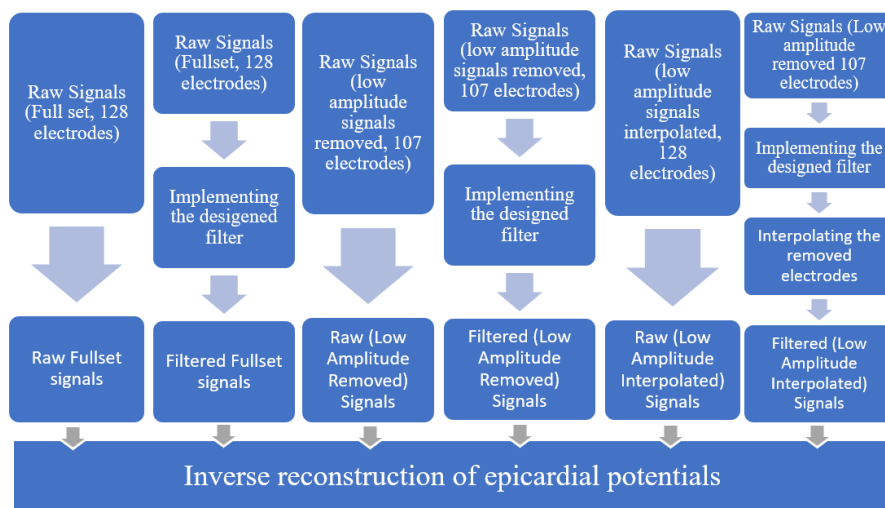 Raw Signals
(Full set, 128
electrodes)
Raw Fullset
signals
Raw Signals
(Fullset, 128
electrodes)
Implementing
the desigened
filter
Filtered Fullset
signals
Raw Signals
(low
amplitude
signals
removed, 107
electrodes)
Raw (Low
Amplitude
Removed)
Signals
Raw Signals
(low amplitude
signals removed,
107 electrodes)
Implementing
the designed
filter
Filtered (Low
Amplitude
Removed)
Signals
Raw Signals
(low
amplitude
signals
interpolated,
128
electrodes)
Raw (Low
Amplitude
Interpolated)
Signals
Raw Signals (Low
amplitude
removed 107
electrodes)
Implementing the
designed filter
Interpolating the
removed
electrodes
Filtered (Low
Amplitude
Interpolated)
Signals
Inverse reconstruction of epicardial potentials